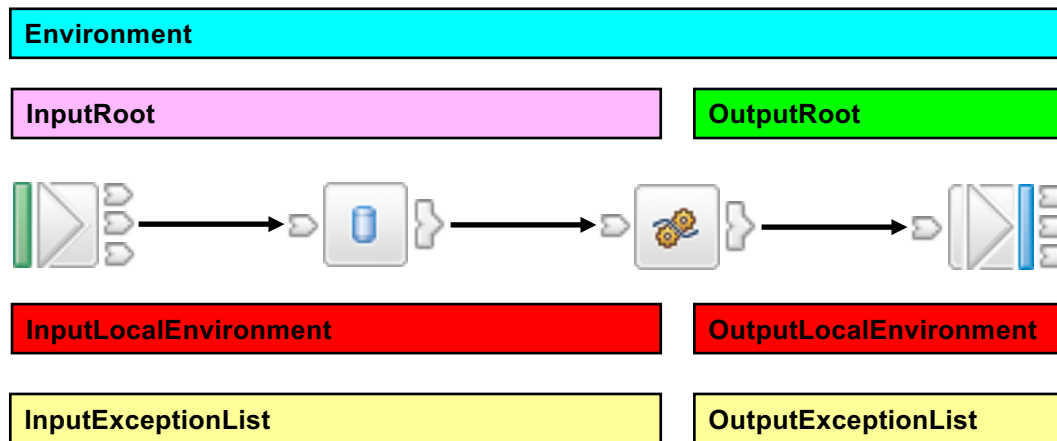 Environment
InputRoot
OutputRoot
InputLocalEnvironment
OutputLocalEnvironment
InputExceptionList
OutputExceptionList